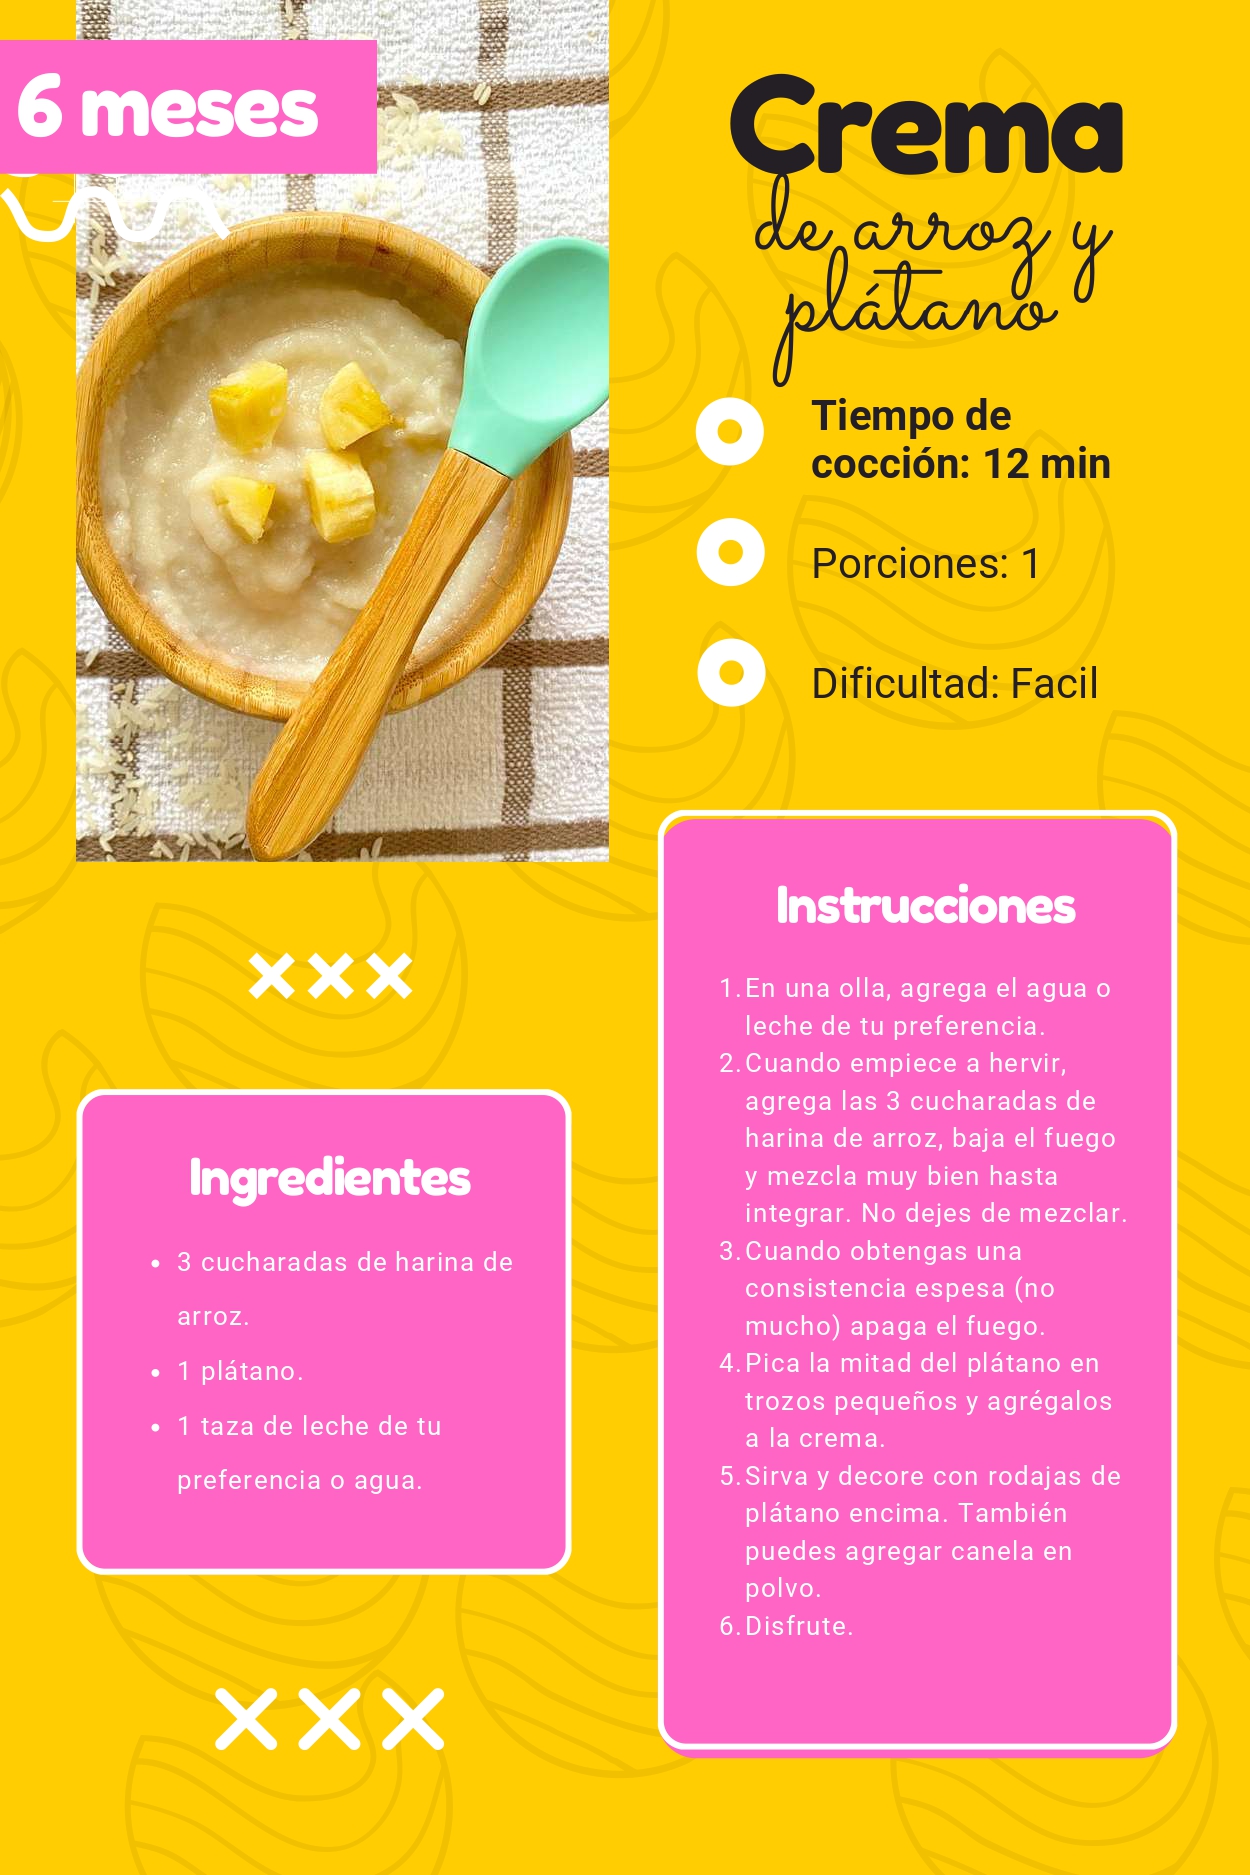 6 meses
Crema
de arroz y
plátano
Tiempo de
cocción: 12 min
Porciones: 1
Dificultad: Facil
Ingredientes
• 3 cucharadas de harina de
arroz.
• 1 plátano.
• 1 taza de leche de tu
preferencia o agua.
Instrucciones
1. En una olla, agrega el agua o
leche de tu preferencia.
2. Cuando empiece a hervir,
agrega las 3 cucharadas de
harina de arroz, baja el fuego
y mezcla muy bien hasta
integrar. No dejes de mezclar.
3. Cuando obtengas una
consistencia espesa (no
mucho) apaga el fuego.
4. Pica la mitad del plátano en
trozos pequeños y agrégalos
a la crema.
5. Sirva y decore con rodajas de
plátano encima. También
puedes agregar canela en
polvo.
6. Disfrute.